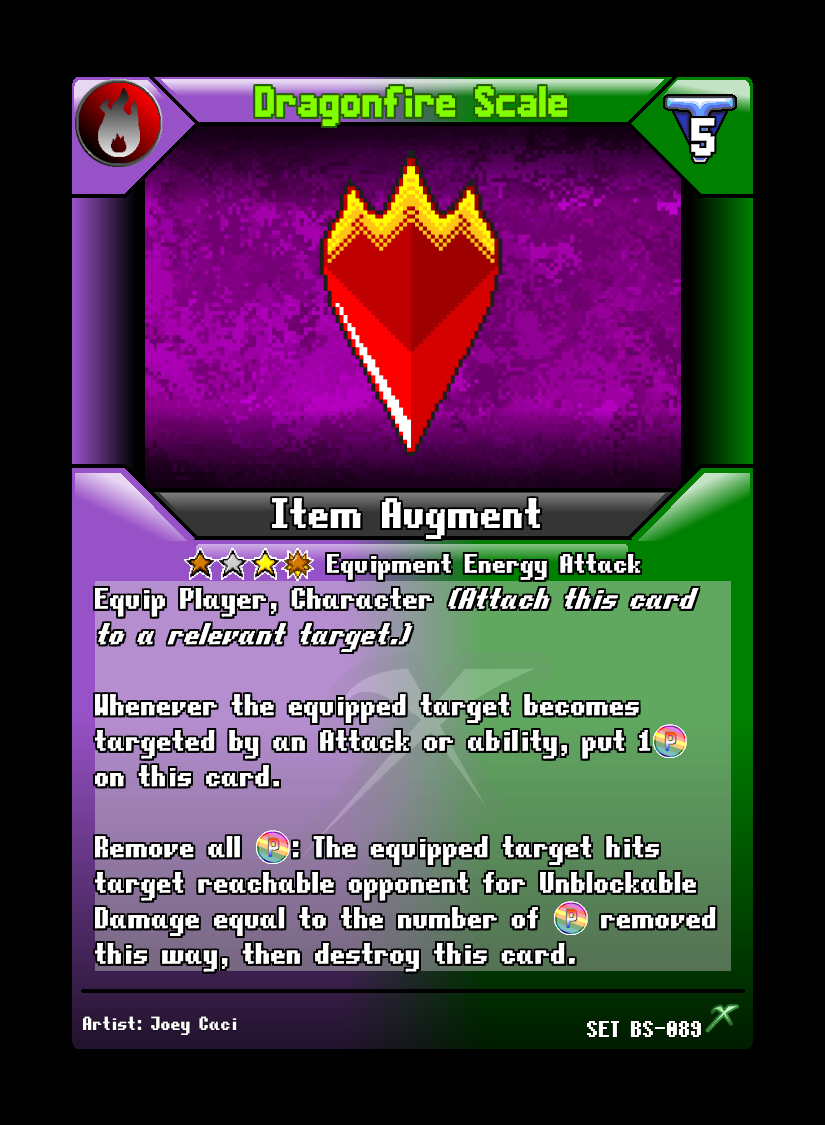 Dragonfire Scale
5
Item Augment
Equipment Energy Attack
Equip Player, Character (Attach this card
to a relevant target.)
Whenever the equipped target becomes
targeted by an Attack or ability, put 1 P
on this card.
Remove all P: The equipped target hits
target reachable opponent for Unblockable
Damage equal to the number of P removed
this way, then destroy this card.
Artist: Joey Caci
SET BS-089